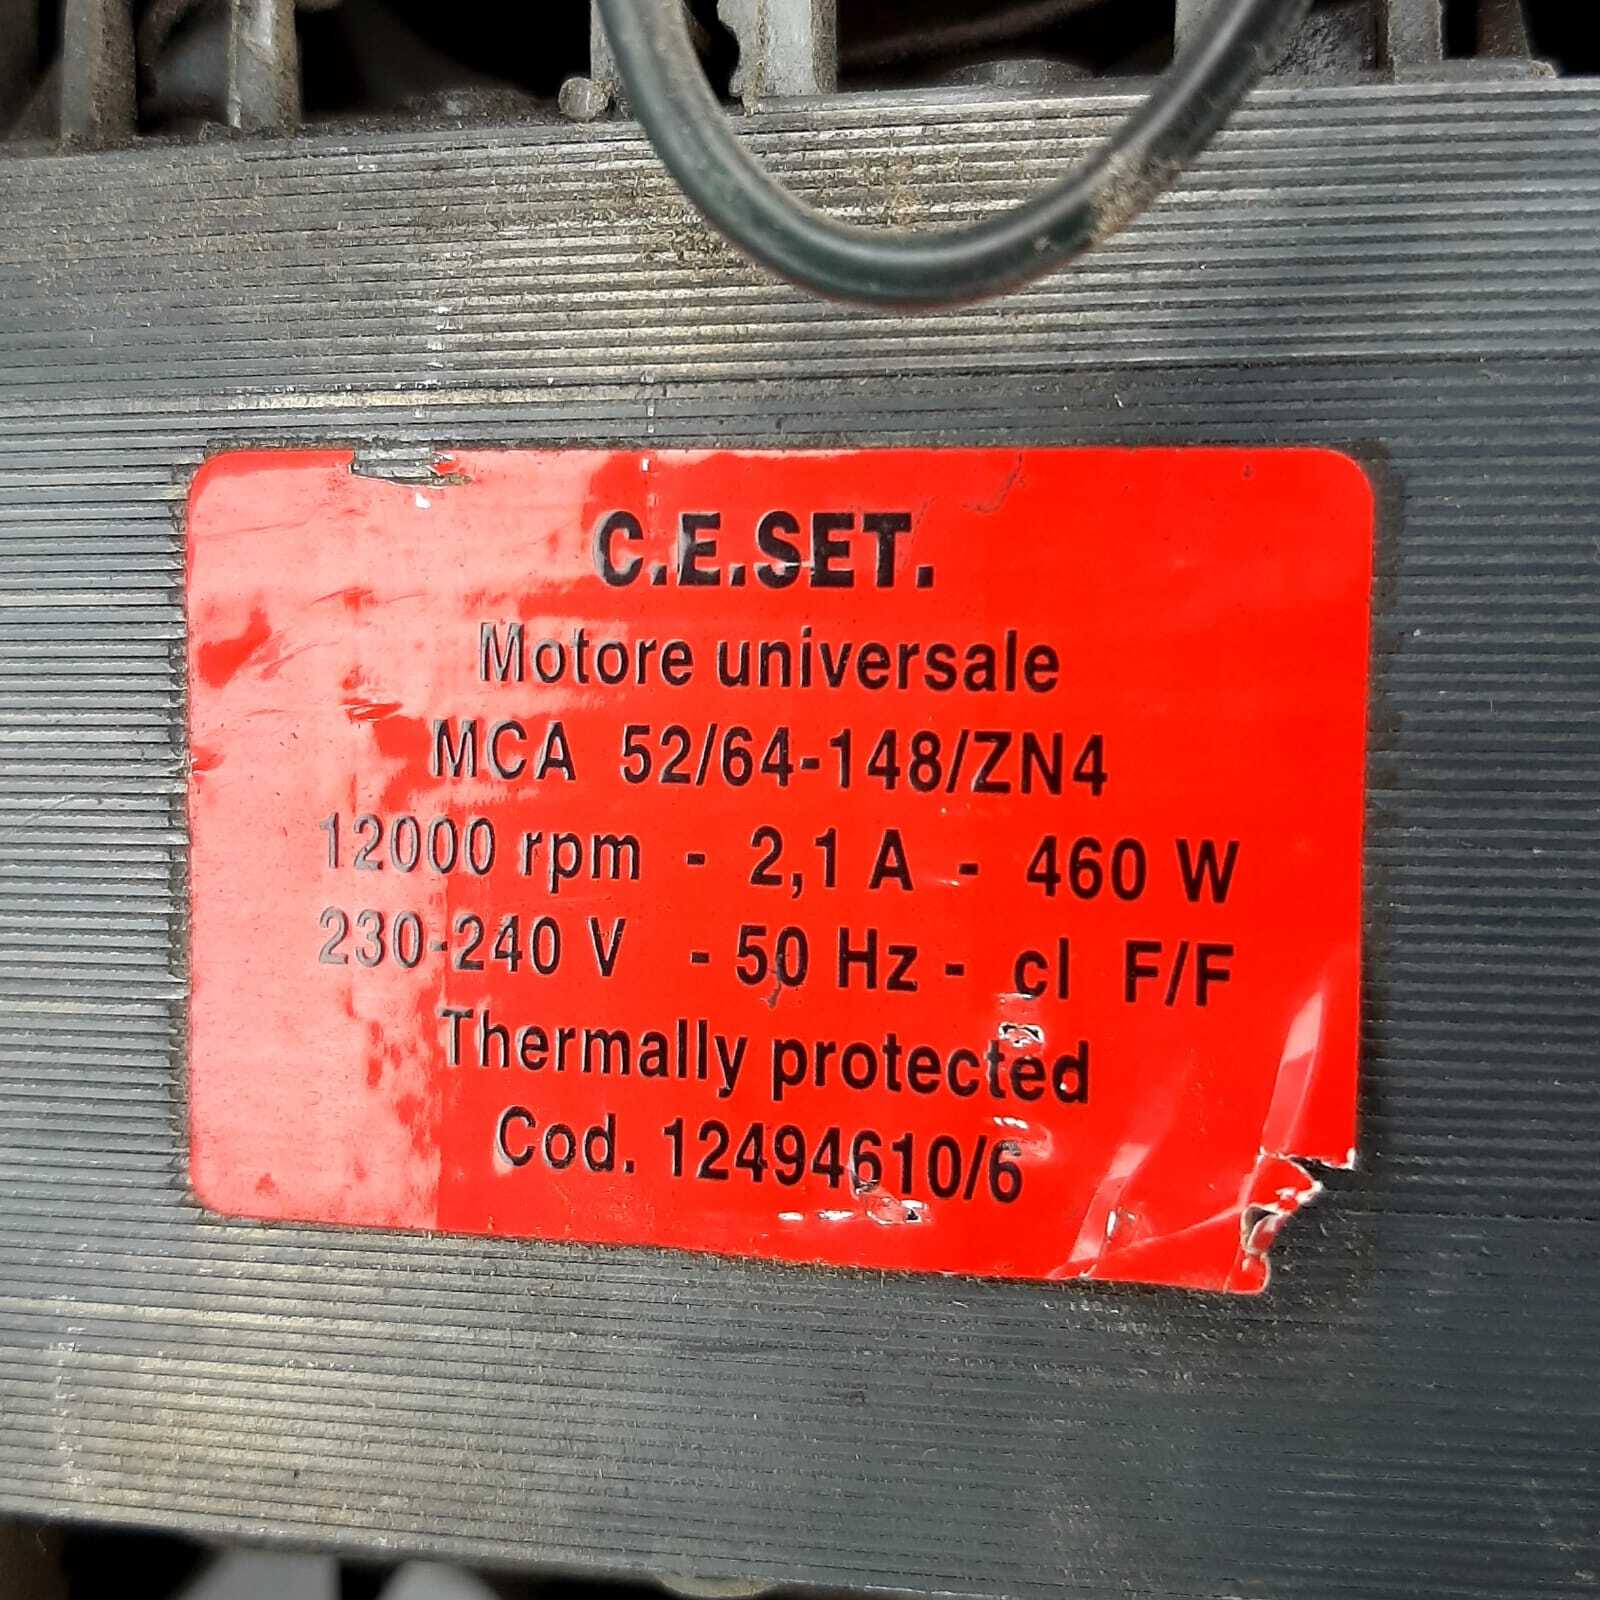 C.E.SET.
Motore universale
MCA 52/64-148/ZN4
12000 rpm - 2,1 A - 460 W
230-240 V - 50 Hz - cl F/F
Thermally protected
Cod. 12494610/6